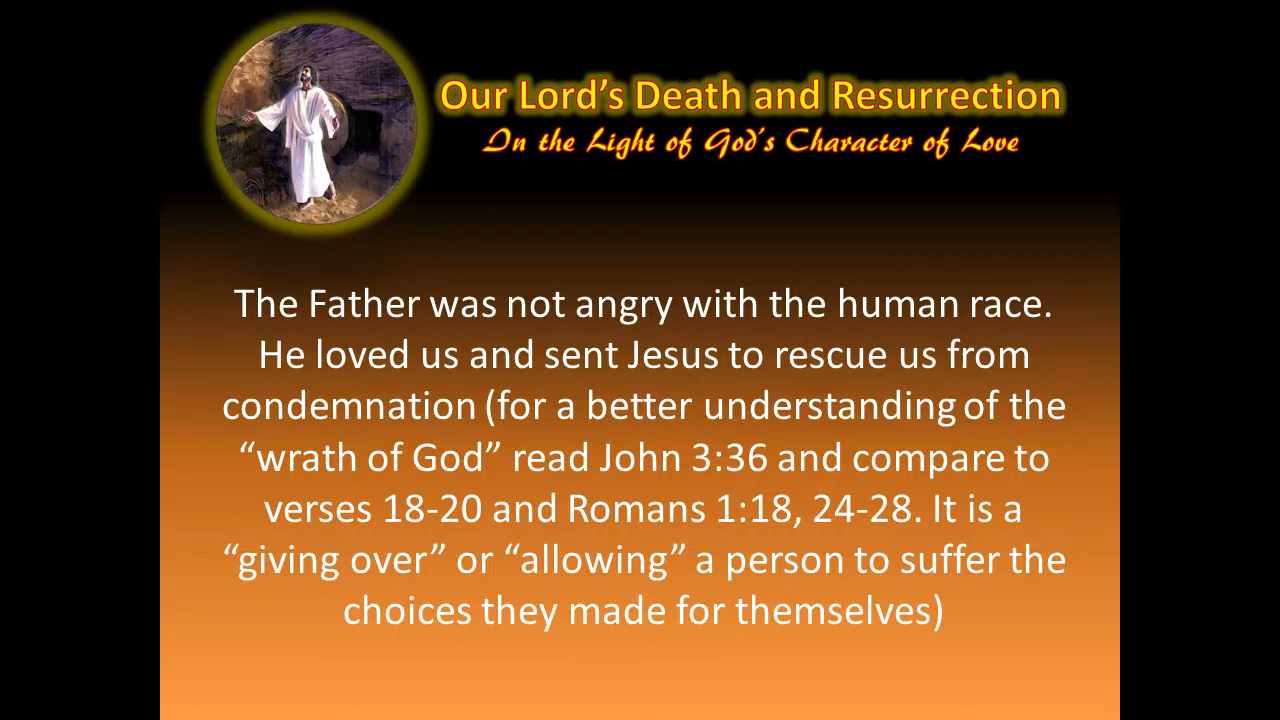 Our Lord’s Death and Resurrection
In the Light of God's Character of Love
The Father was not angry with the human race.
He loved us and sent Jesus to rescue us from
condemnation (for a better understanding of the
“wrath of God” read John 3:36 and compare to
verses 18-20 and Romans 1:18, 24-28. It is a
“giving over” or “allowing” a person to suffer the
choices they made for themselves)